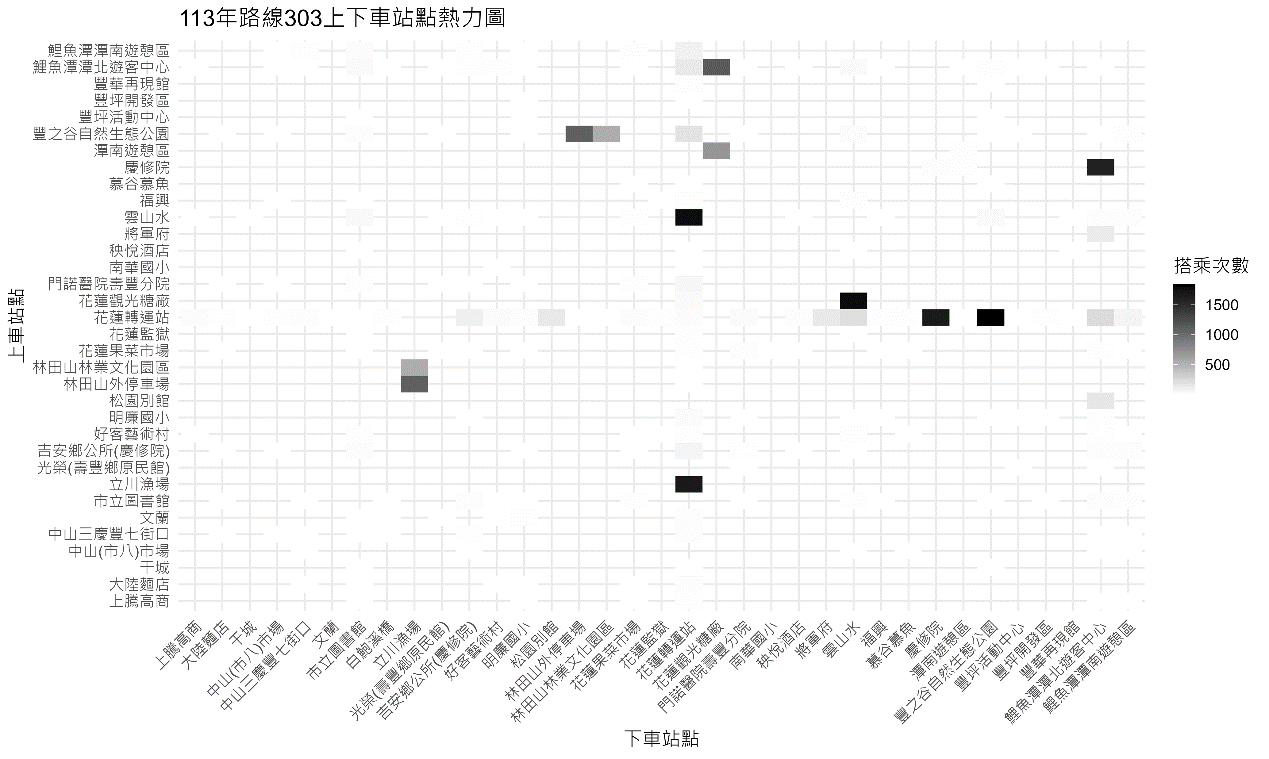 113年路線303上下車站點熱力圖
鯉魚潭潭南遊憩區
鯉魚潭潭北遊客中心
豐華再現館
豐坪開發區
豐坪活動中心
豐之谷自然生態公園
潭南遊憩區
慶修院
慕谷慕魚
福興
雲山水
將軍府
秧悅酒店
南華國小
門諾醫院壽豐分院
花蓮觀光糖廠
花蓮轉運站
花蓮監獄
花蓮果菜市場
林田山林業文化園區
林田山外停車場
松園別館
明廉國小
好客藝術村
吉安鄉公所(慶修院)
光榮(壽豐鄉原民館)
立川漁場
市立圖書館
文蘭
中山三慶豐七街口
中山(市八)市場
干城
大陸麵店
上騰高商
上車站點
上騰高商
大陸麵店
干城
中山(市八)市場
中山三慶豐七街口
文蘭
市立圖書館
白鮑溪橋
立川漁場
光榮(壽豐鄉原民館)
吉安鄉公所(慶修院)
好客藝術村
明廉國小
松園別館
林田山外停車場
林田山林業文化園區
花蓮果菜市場
花蓮監獄
花蓮轉運站
花蓮觀光糖廠
門諾醫院壽豐分院
南華國小
秧悅酒店
將軍府
雲山水
福興
慕谷慕魚
慶修院
潭南遊憩區
豐之谷自然生態公園
豐坪活動中心
豐坪開發區
豐華再現館
鯉魚潭潭北遊客中心
鯉魚潭潭南遊憩區
下車站點
搭乘次數
1500
1000
500